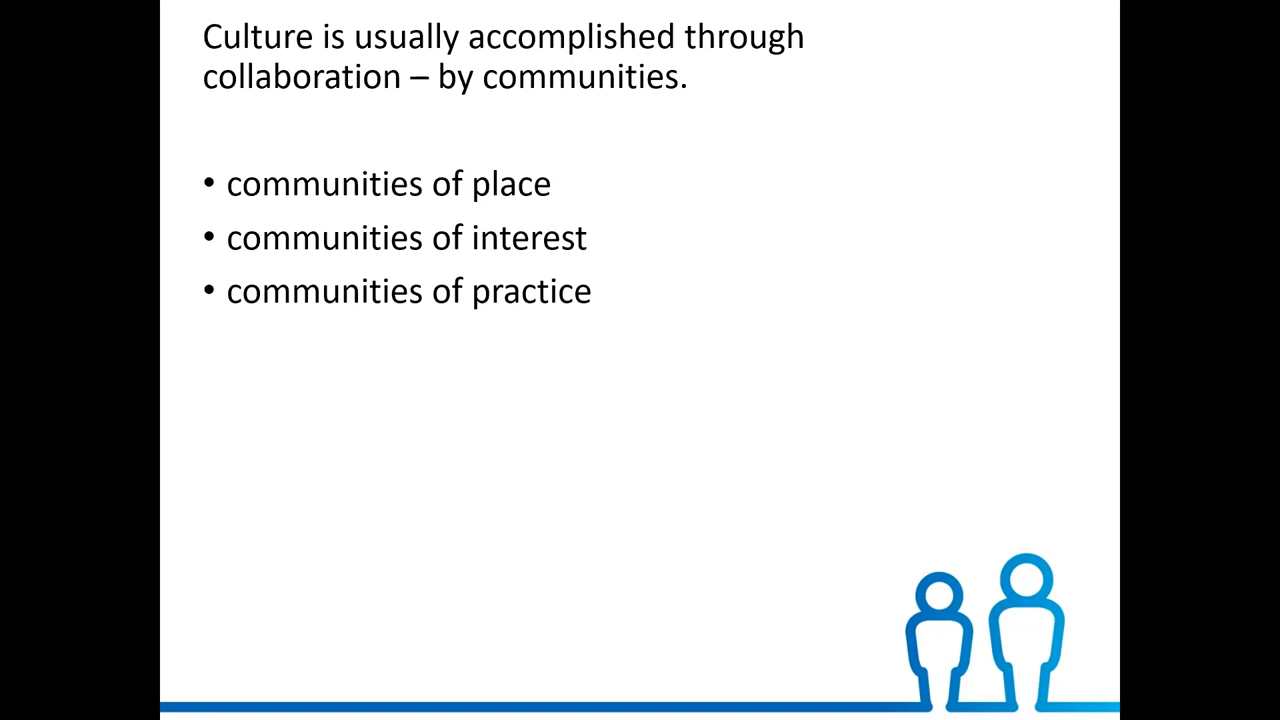 Culture is usually accomplished through
collaboration – by communities.
• communities of place
• communities of interest
• communities of practice